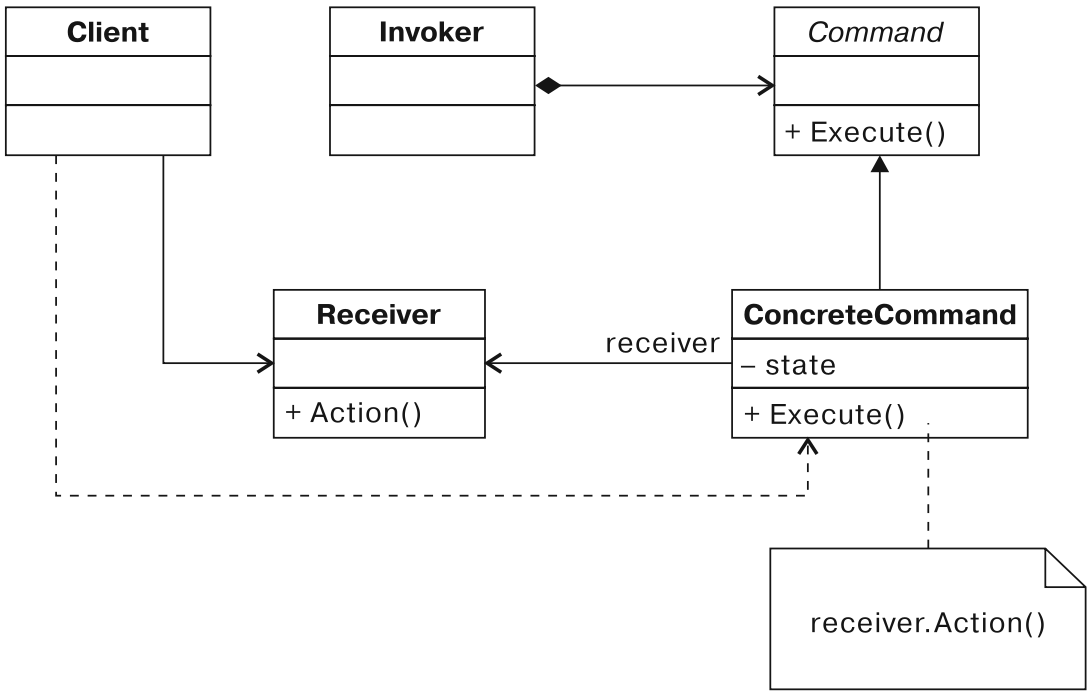 Client
Invoker
Command
+ Execute()
Receiver
+ Action()
receiver
ConcreteCommand
– state
+ Execute()
receiver.Action()